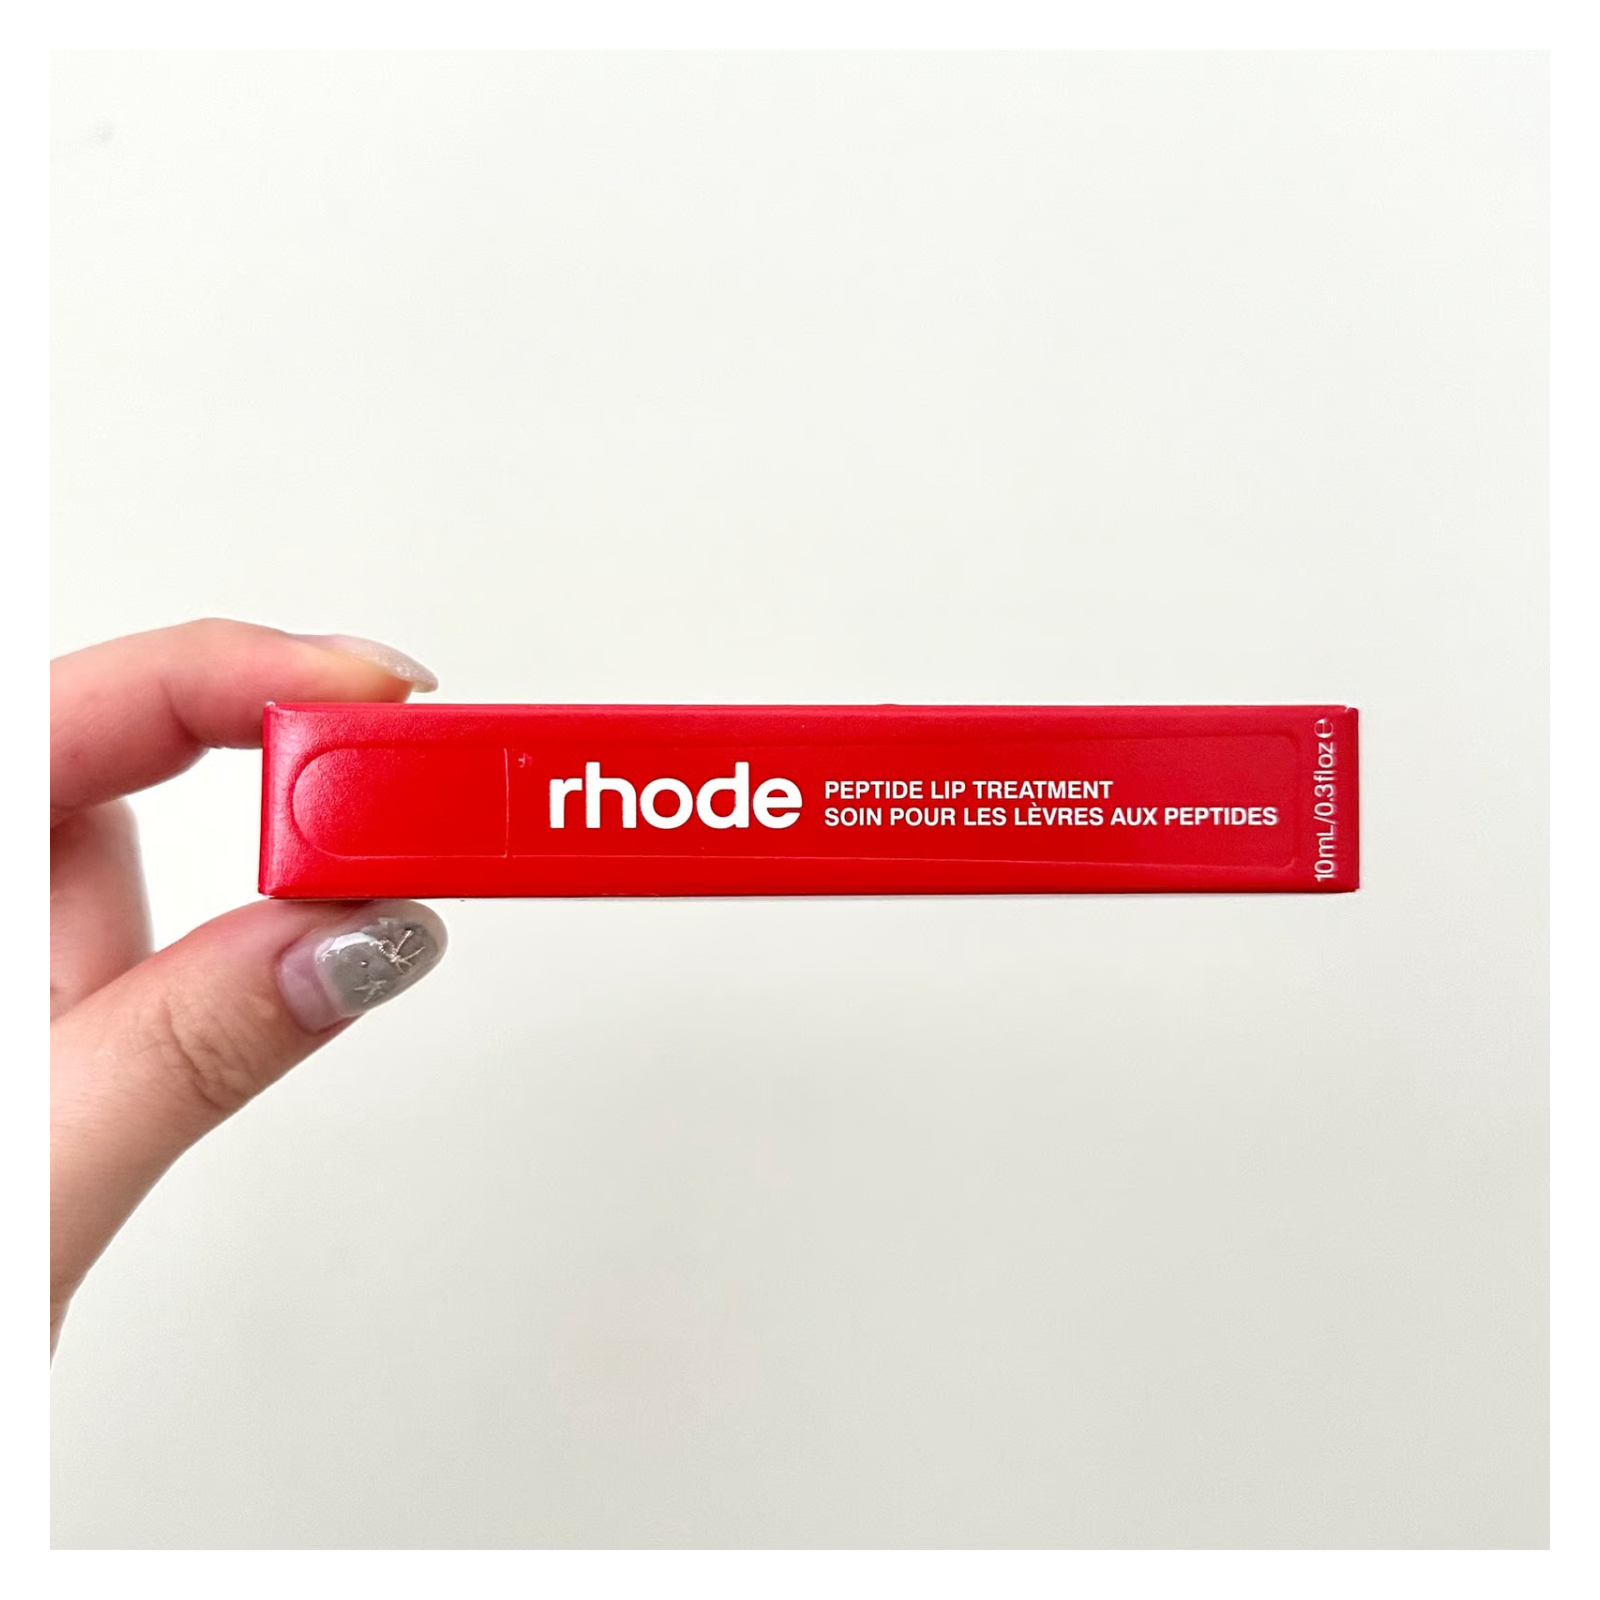 rhode
PEPTIDE LIP TREATMENT
SOIN POUR LES LÈVRES AUX PEPTIDES
10mL/0.3floz ℮